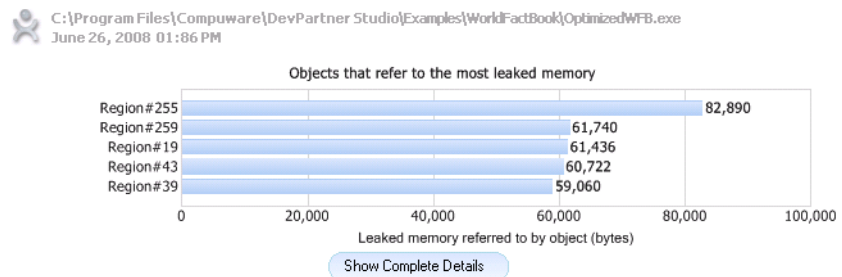 C:\Program Files\Compuware\DevPartner Studio\Examples\WorldFactBook\OptimizedWFB.exe
June 26, 2008 01:86 PM
Objects that refer to the most leaked memory
Region#255 82,890
Region#259 61,740
Region#19 61,436
Region#43 60,722
Region#39 59,060
0 20,000 40,000 60,000 80,000 100,000
Leaked memory referred to by object (bytes)
Show Complete Details